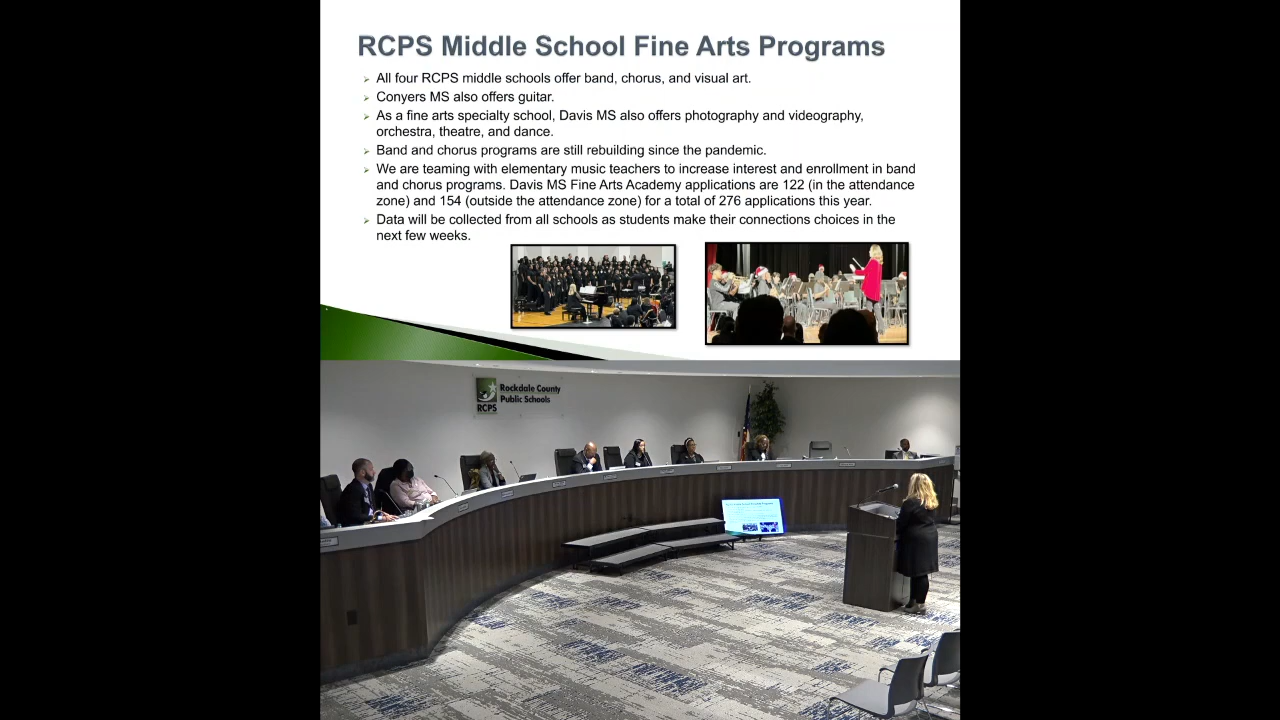 RCPS Middle School Fine Arts Programs
All four RCPS middle schools offer band, chorus, and visual art.
Conyers MS also offers guitar.
As a fine arts specialty school, Davis MS also offers photography and videography,
orchestra, theatre, and dance.
Band and chorus programs are still rebuilding since the pandemic.
We are teaming with elementary music teachers to increase interest and enrollment in band
and chorus programs. Davis MS Fine Arts Academy applications are 122 (in the attendance
zone) and 154 (outside the attendance zone) for a total of 276 applications this year.
Data will be collected from all schools as students make their connections choices in the
next few weeks.
Rockdale County
Public Schools
RCPS